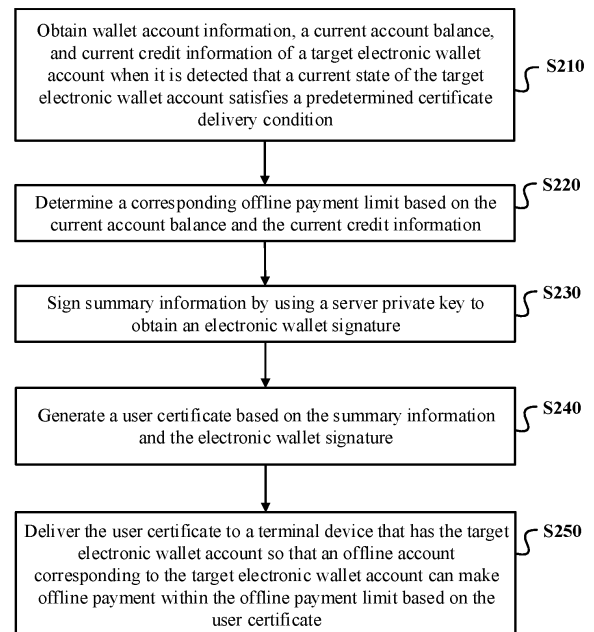 Obtain wallet account information, a current account balance,
and current credit information of a target electronic wallet
account when it is detected that a current state of the target
electronic wallet account satisfies a predetermined certificate
delivery condition
S210
Determine a corresponding offline payment limit based on the
current account balance and the current credit information
S220
Sign summary information by using a server private key to
obtain an electronic wallet signature
S230
Generate a user certificate based on the summary information
and the electronic wallet signature
S240
Deliver the user certificate to a terminal device that has the target
electronic wallet account so that an offline account
corresponding to the target electronic wallet account can make
offline payment within the offline payment limit based on the
user certificate
S250